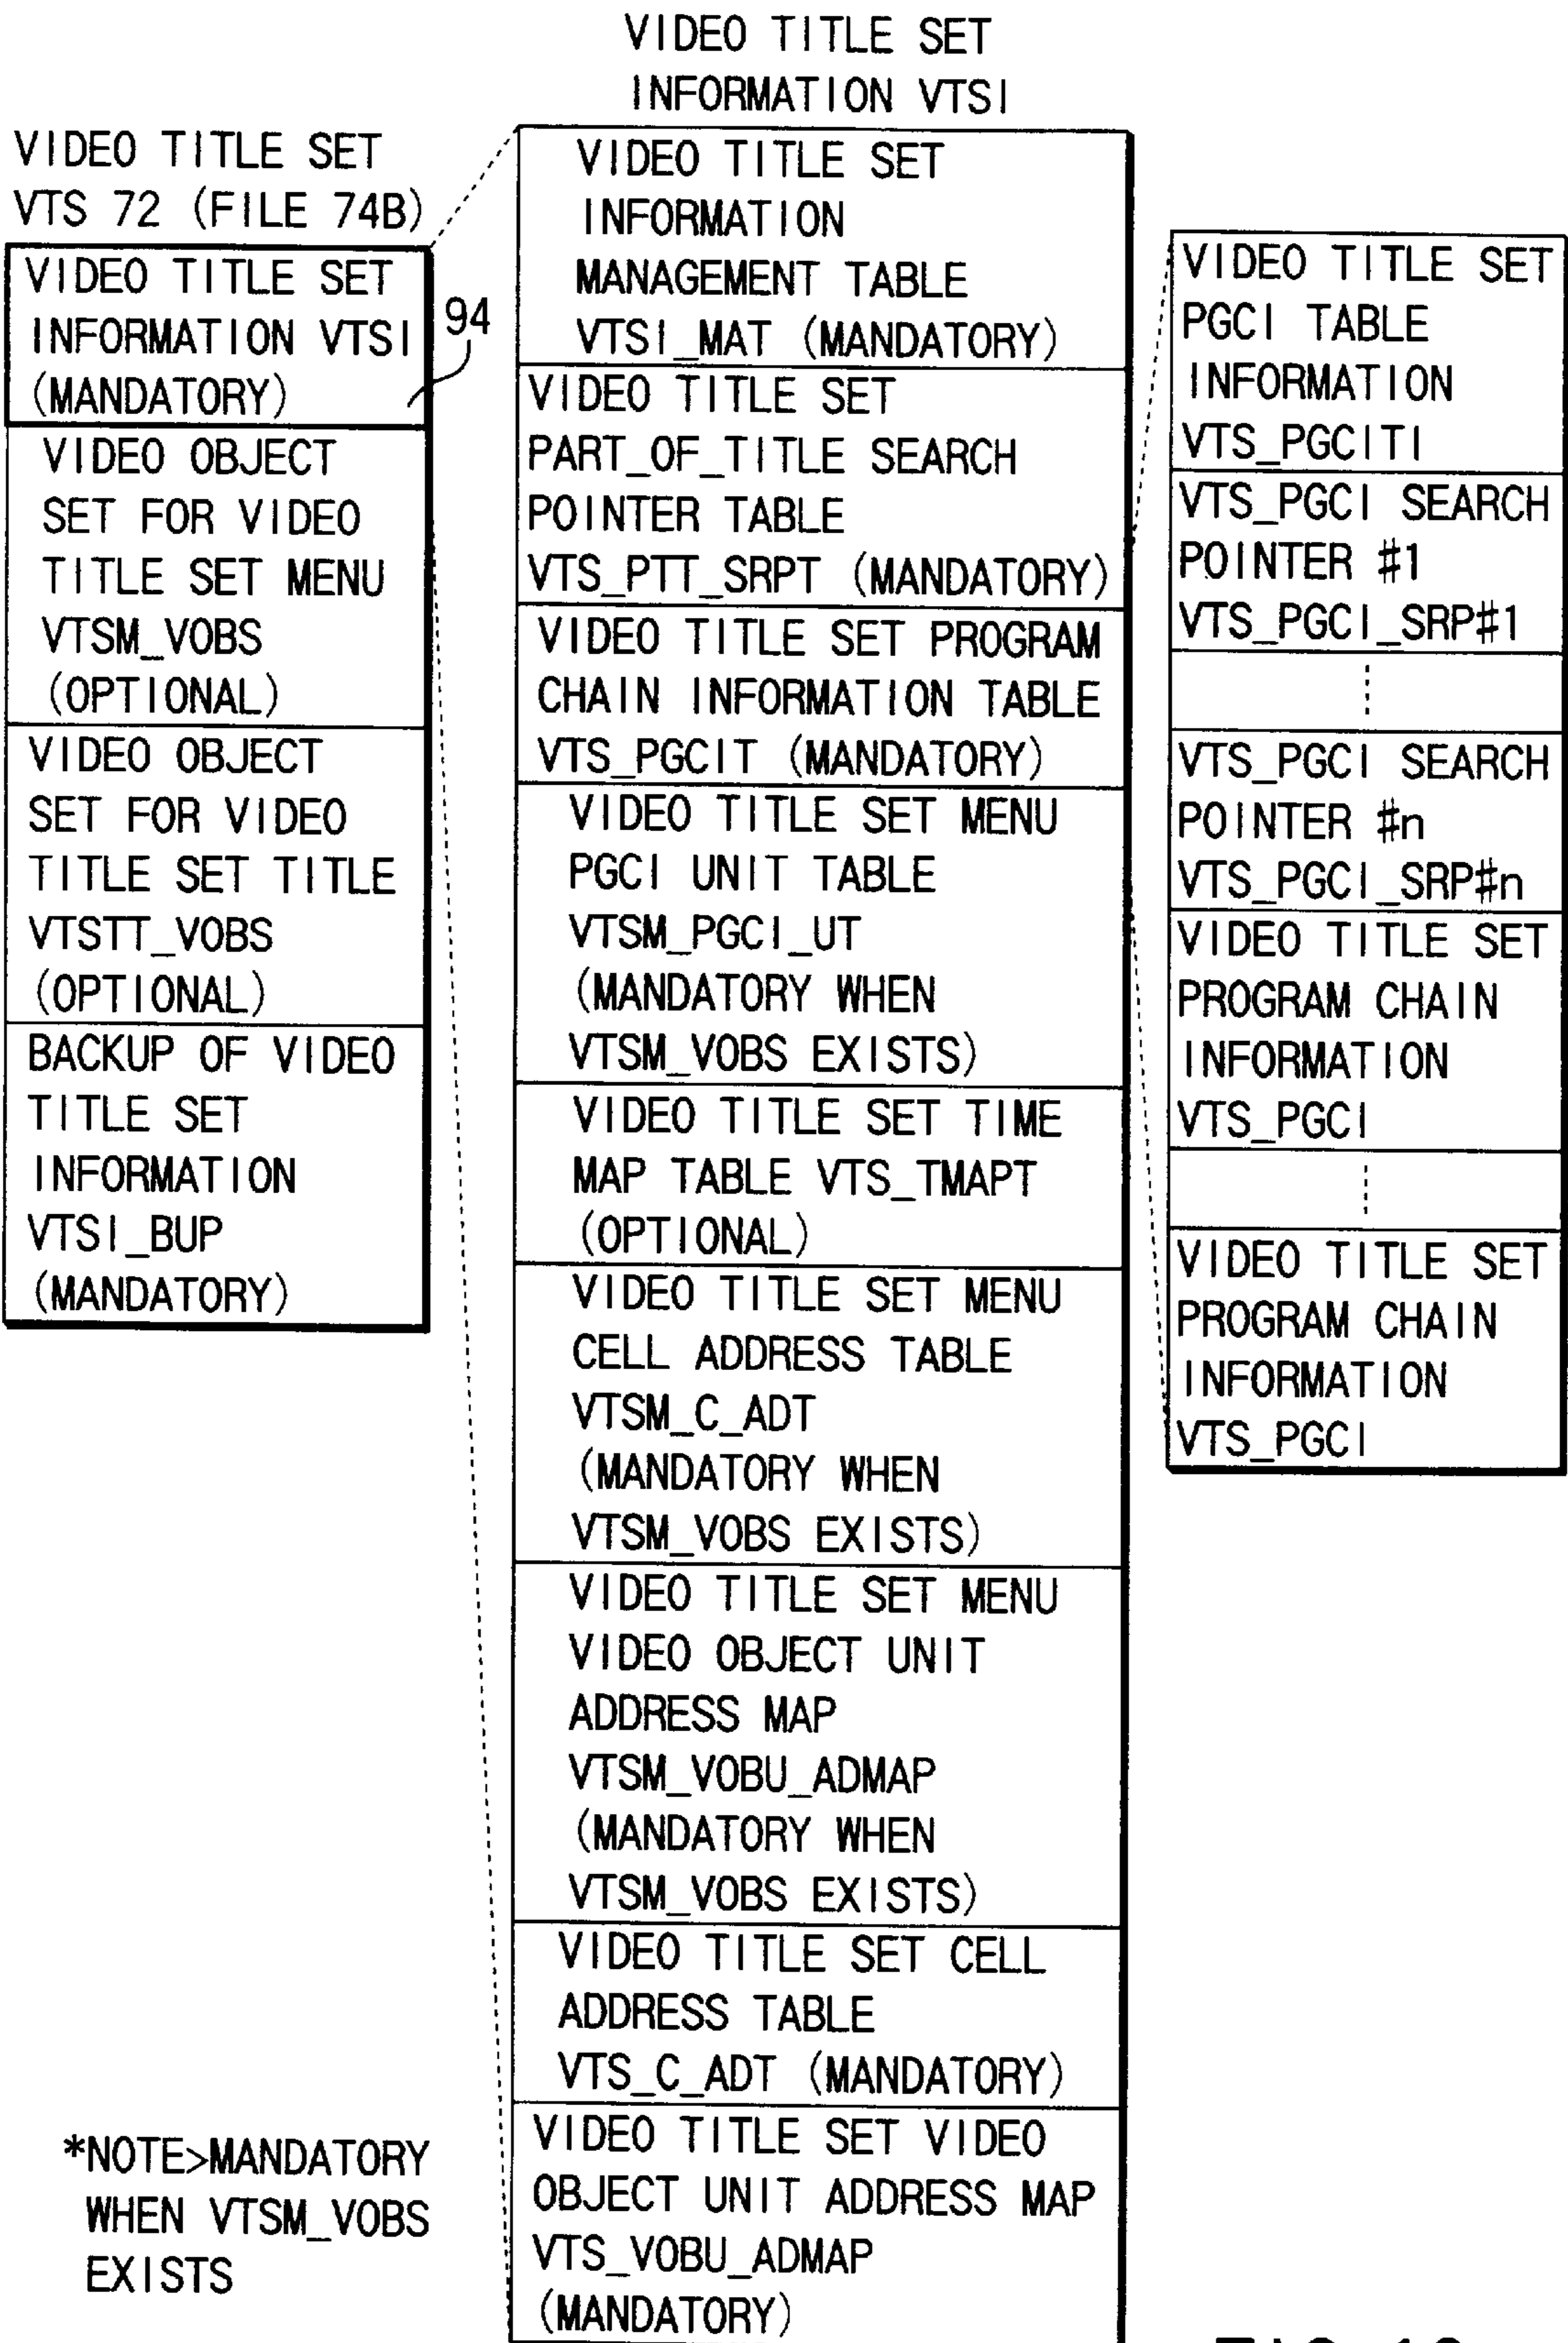 VIDEO TITLE SET
VTS 72 (FILE 74B)
VIDEO TITLE SET
INFORMATION VTSI
(MANDATORY)
94
VIDEO OBJECT
SET FOR VIDEO
TITLE SET MENU
VTSM_VOBS
(OPTIONAL)
VIDEO OBJECT
SET FOR VIDEO
TITLE SET TITLE
VTSTT_VOBS
(OPTIONAL)
BACKUP OF VIDEO
TITLE SET
INFORMATION
VTSI_BUP
(MANDATORY)
*NOTE>MANDATORY
WHEN VTSM_VOBS
EXISTS
VIDEO TITLE SET
INFORMATION VTSI
VIDEO TITLE SET
INFORMATION
MANAGEMENT TABLE
VTSI_MAT (MANDATORY)
VIDEO TITLE SET
PART_OF_TITLE SEARCH
POINTER TABLE
VTS_PTT_SRPT (MANDATORY)
VIDEO TITLE SET PROGRAM
CHAIN INFORMATION TABLE
VTS_PGCIT (MANDATORY)
VIDEO TITLE SET MENU
PGCI UNIT TABLE
VTSM_PGCI_UT
(MANDATORY WHEN
VTSM_VOBS EXISTS)
VIDEO TITLE SET TIME
MAP TABLE VTS_TMAPT
(OPTIONAL)
VIDEO TITLE SET MENU
CELL ADDRESS TABLE
VTSM_C_ADT
(MANDATORY WHEN
VTSM_VOBS EXISTS)
VIDEO TITLE SET MENU
VIDEO OBJECT UNIT
ADDRESS MAP
VTSM_VOBU_ADMAP
(MANDATORY WHEN
VTSM_VOBS EXISTS)
VIDEO TITLE SET CELL
ADDRESS TABLE
VTS_C_ADT (MANDATORY)
VIDEO TITLE SET VIDEO
OBJECT UNIT ADDRESS MAP
VTS_VOBU_ADMAP
(MANDATORY)
VIDEO TITLE SET
PGCI TABLE
INFORMATION
VTS_PGCITI
VTS_PGCI SEARCH
POINTER #1
VTS_PGCI_SRP#1
VTS_PGCI SEARCH
POINTER #n
VTS_PGCI_SRP#n
VIDEO TITLE SET
PROGRAM CHAIN
INFORMATION
VTS_PGCI
VIDEO TITLE SET
PROGRAM CHAIN
INFORMATION
VTS_PGCI